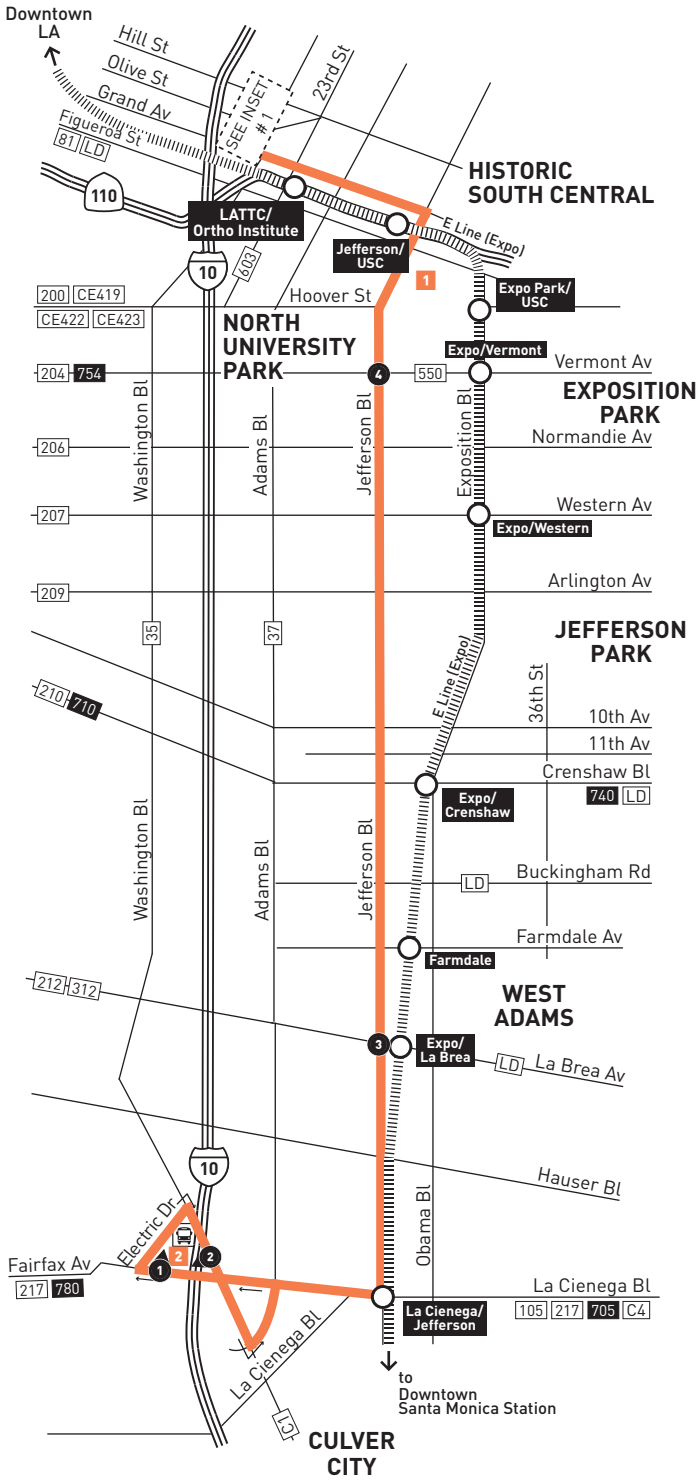 Downtown
LA
Hill St
Olive St
Grand Av
Figueroa St
81 LD
SEE INSET
#1
23rd St
110
HISTORIC
SOUTH CENTRAL
LATTC/
Ortho Institute
E Line (Expo)
Jefferson/
USC
10
603
1
Expo Park/
USC
200 CE419
CE422 CE423
Hoover St
NORTH
UNIVERSITY
PARK
Expo/Vermont
204 754
4
550
Vermont Av
EXPOSITION
PARK
Washington Bl
Adams Bl
Jefferson Bl
Exposition Bl
206
Normandie Av
207
Western Av
Expo/Western
209
Arlington Av
35
37
JEFFERSON
PARK
E Line (Expo)
36th St
210 710
10th Av
11th Av
Crenshaw Bl
740 LD
Expo/
Crenshaw
Washington Bl
Adams Bl
Jefferson Bl
LD
Buckingham Rd
Farmdale Av
Farmdale
212 312
WEST
ADAMS
3
Expo/
La Brea
LD
La Brea Av
10
Hauser Bl
Obama Bl
Electric Dr
2
2
1
Fairfax Av
217 780
La Cienega Bl
La Cienega/
Jefferson
105 217 705 C4
La Cienega Bl
C1
to
Downtown
Santa Monica Station
CULVER
CITY